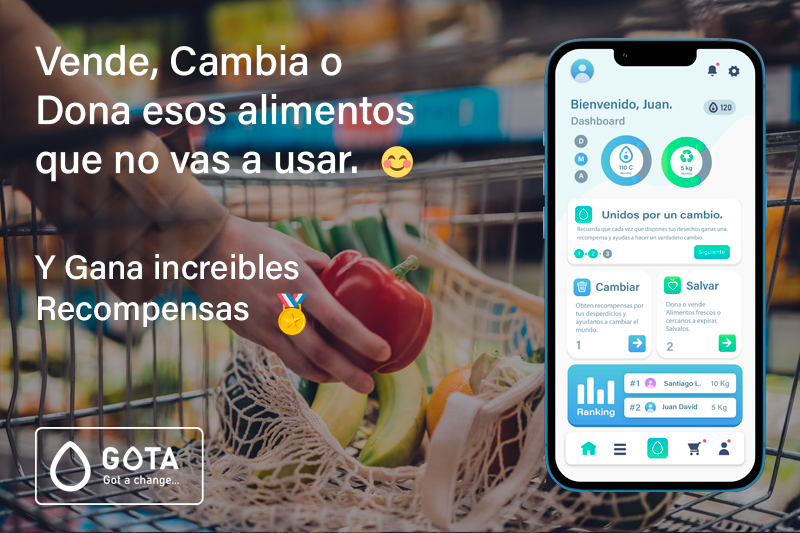 Vende, Cambia o
Dona esos alimentos
que no vas a usar. 😊
Y Gana increibles
Recompensas 🏅
GOTA
Got a change...
Bienvenido, Juan.
120
Dashboard
D
M
A
110 C
5 kg
Unidos por un cambio.
Recuerda que cada vez que dispones tus desechos ganas una
recompensa y ayudas a hacer un verdadero cambio.
1
2
3
Siguiente
Cambiar
Obten recompensas por
tus desperdicios y
ayudanos a cambiar el
mundo.
1
Salvar
Dona o vende
Alimentos frescos o
cercanos a expirar.
Salvalos.
2
Ranking
#1 Santiago L. 10 Kg
#2 Juan David 5 Kg